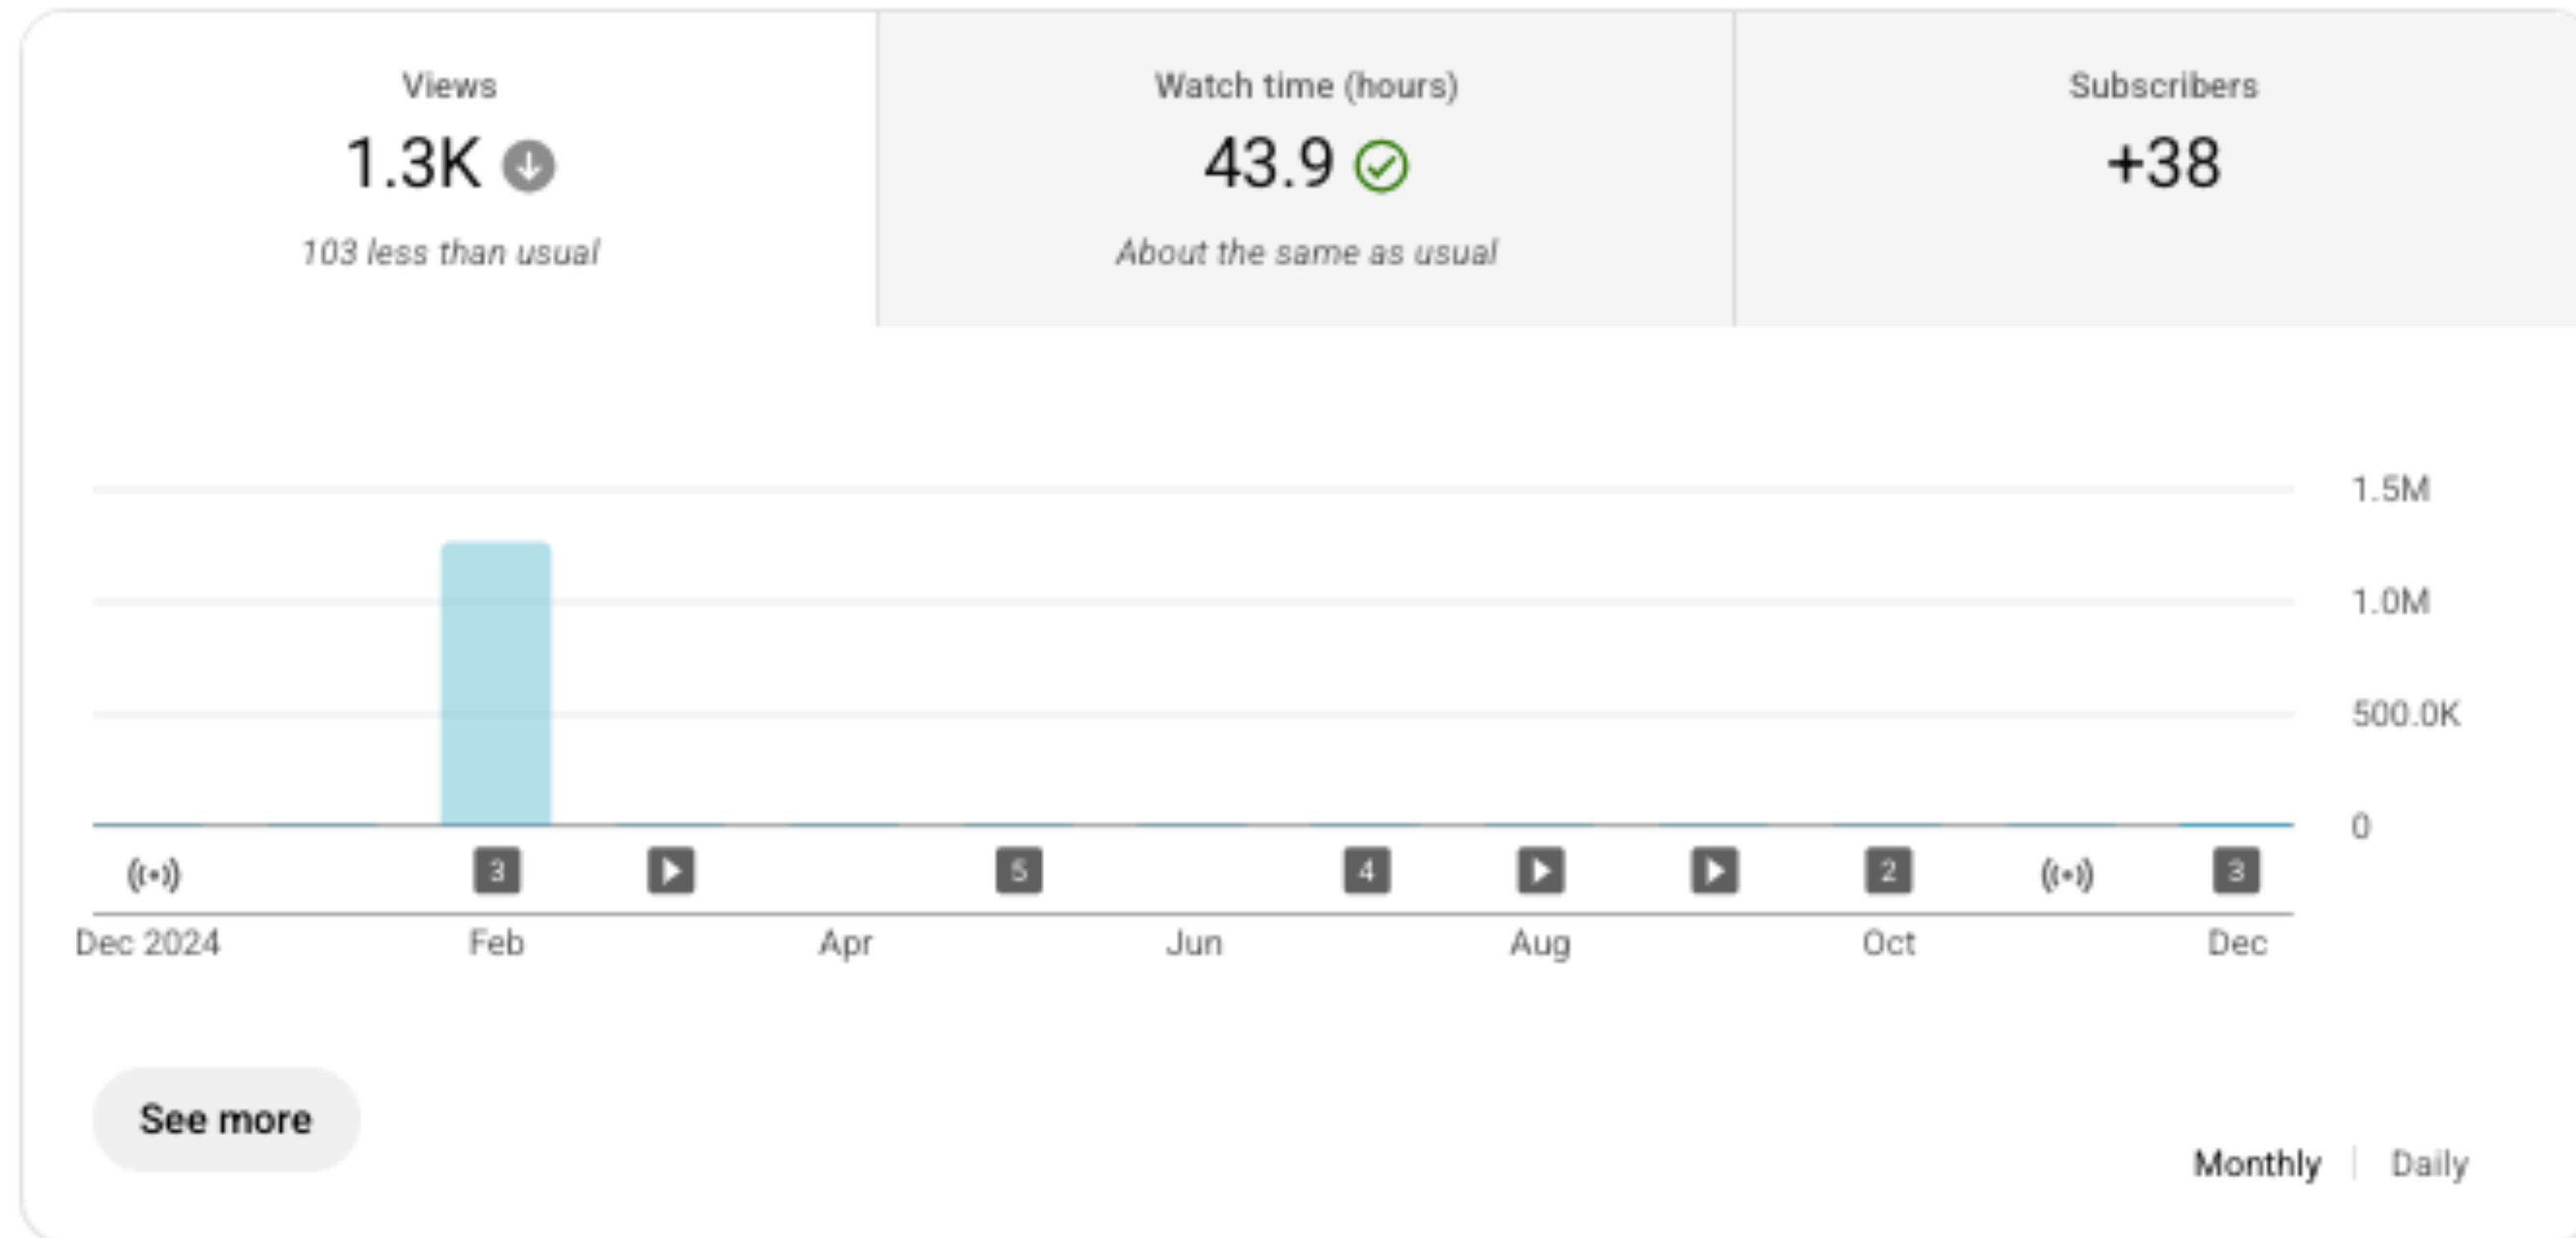 Views
1.3K
103 less than usual
Watch time (hours)
43.9
About the same as usual
Subscribers
+38
1.5M
1.0M
500.0K
0
3 5 4 2 3
Dec 2024 Feb Apr Jun Aug Oct Dec
See more
Monthly Daily